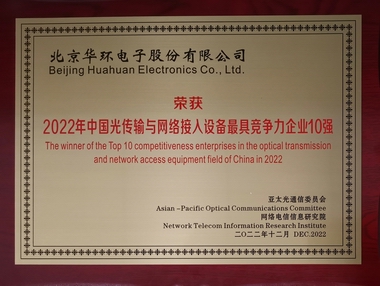 北京华环电子股份有限公司
Beijing Huahuan Electronics Co., Ltd.
荣获
2022年中国光传输与网络接入设备最具竞争力企业10强
The winner of the Top 10 competitiveness enterprises in the optical transmission
and network access equipment field of China in 2022
亚太光通信委员会
Asian-Pacific Optical Communications Committee
网络电信信息研究院
Network Telecom Information Research Institute
二〇二二年十二月 DEC.2022